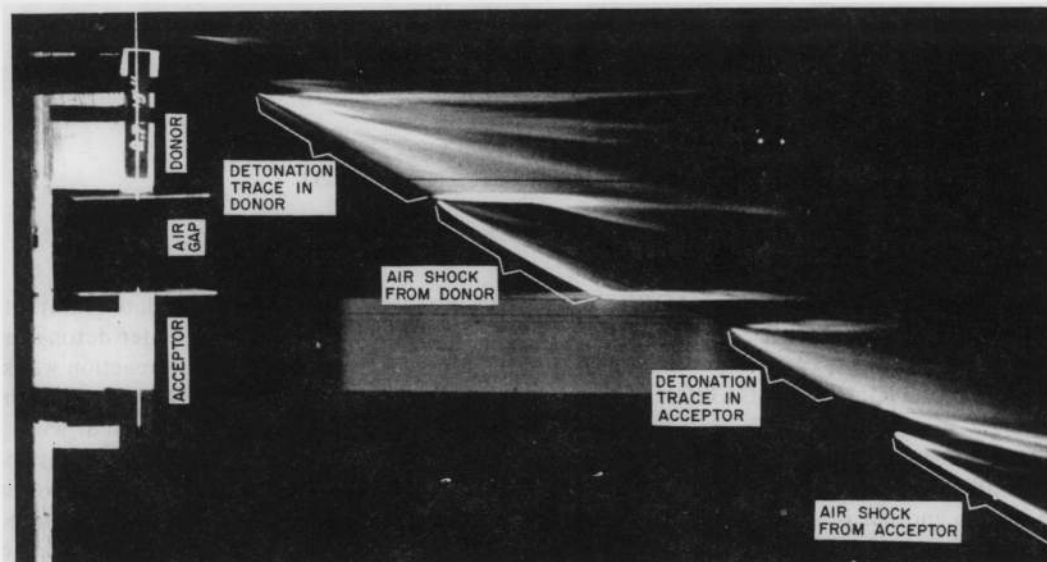 DONOR
AIR
GAP
ACCEPTOR
DETONATION
TRACE IN
DONOR
AIR SHOCK
FROM DONOR
DETONATION
TRACE IN
ACCEPTOR
AIR SHOCK
FROM ACCEPTOR